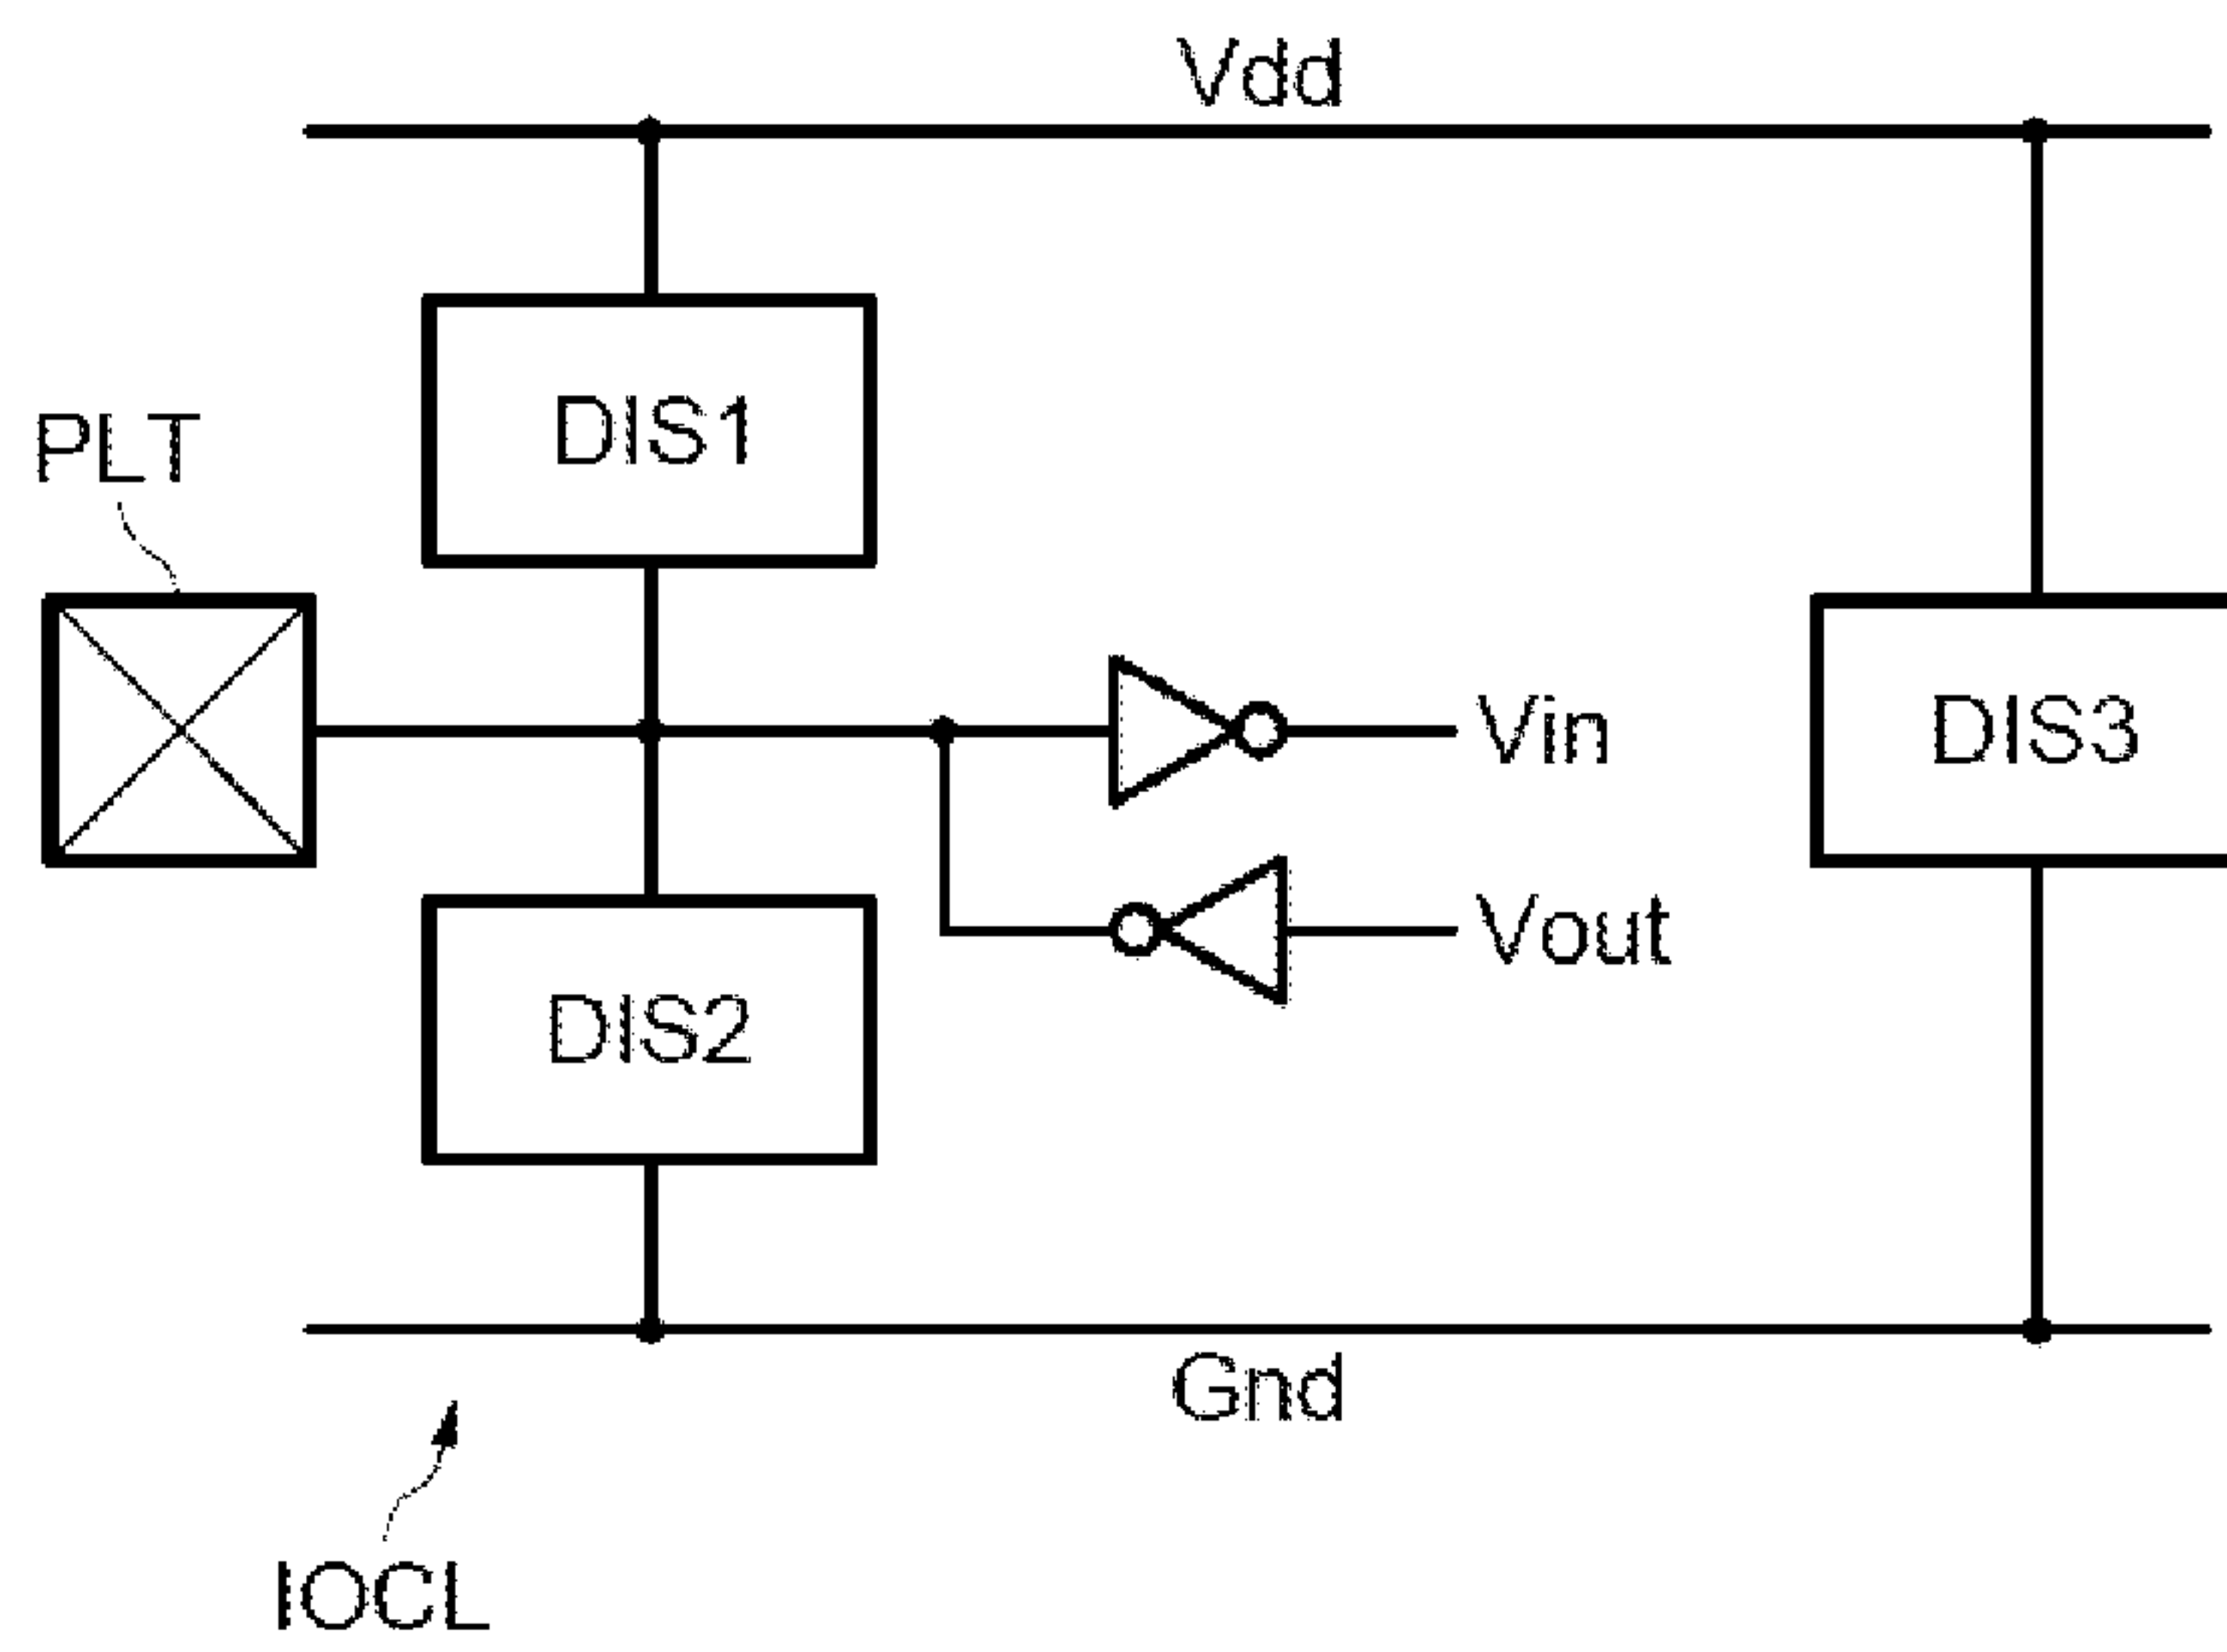 Vdd
DIS1
PLT
Vin
DIS3
Vout
DIS2
Gnd
IOCL